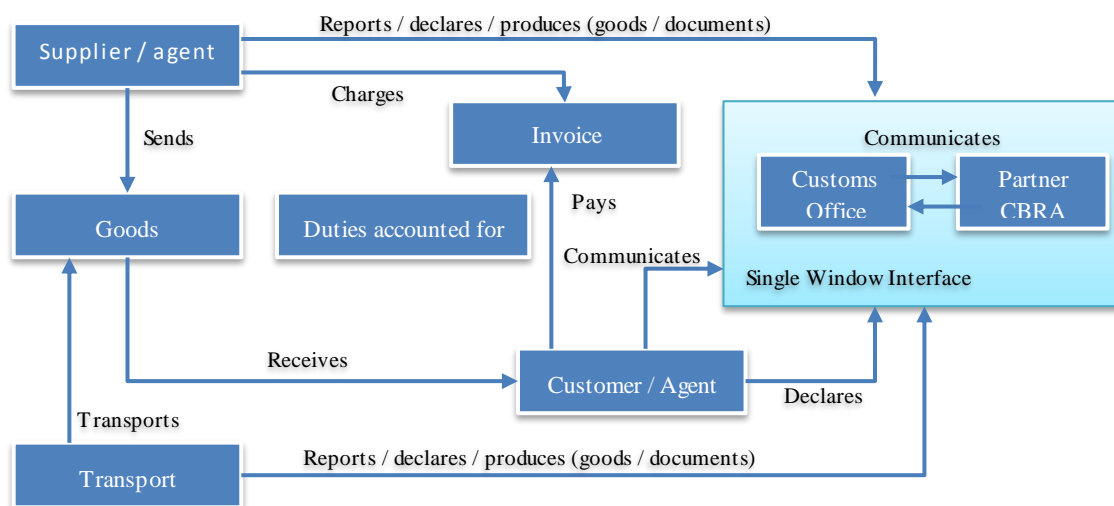 Reports / declares / produces (goods / documents)
Supplier / agent
Charges
Sends
Invoice
Communicates
Customs
Office
Partner
CBRA
Goods
Duties accounted for
Pays
Communicates
Single Window Interface
Receives
Customer / Agent
Declares
Transports
Reports / declares / produces (goods / documents)
Transport